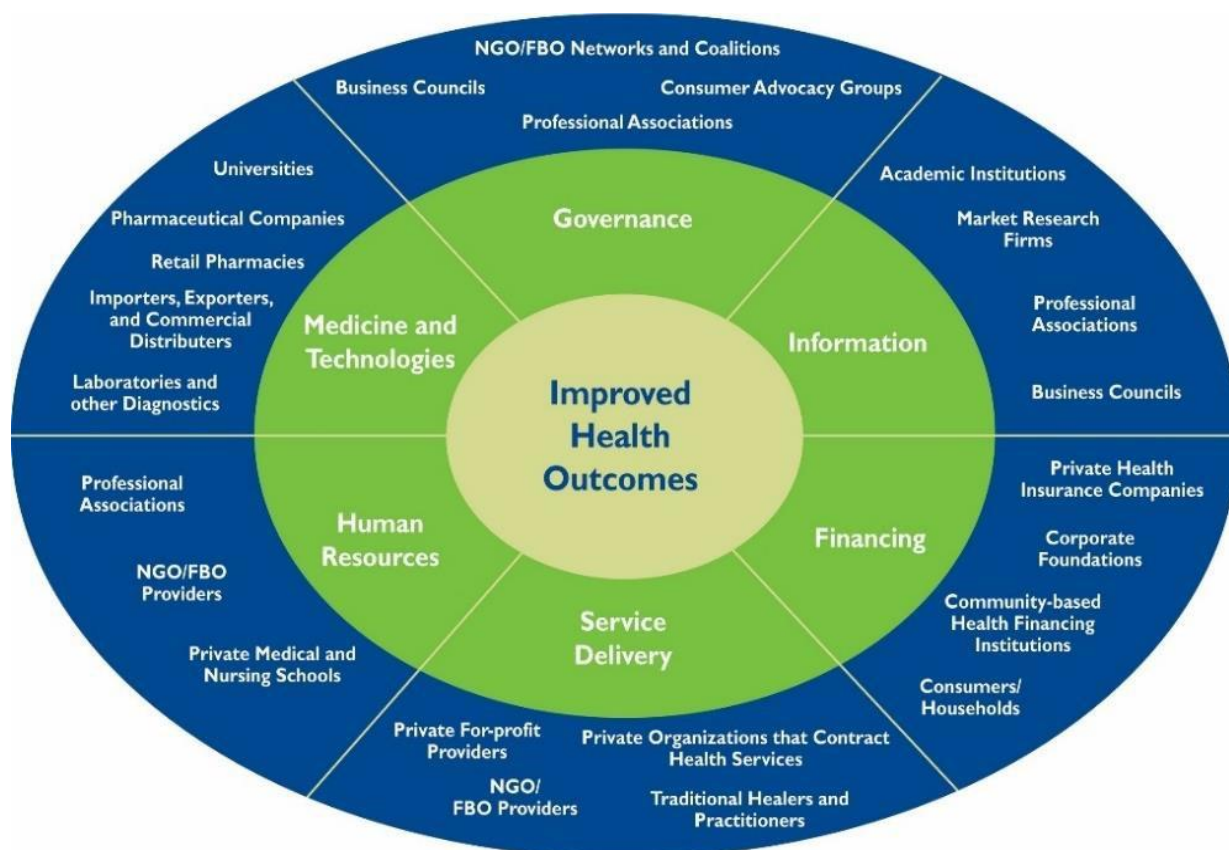 NGO/FBO Networks and Coalitions
Business Councils
Consumer Advocacy Groups
Professional Associations
Universities
Pharmaceutical Companies
Retail Pharmacies
Importers, Exporters,
and Commercial
Distributers
Laboratories and
other Diagnostics
Academic Institutions
Market Research
Firms
Professional
Associations
Business Councils
Governance
Medicine and
Technologies
Information
Improved
Health
Outcomes
Human
Resources
Financing
Service
Delivery
Professional
Associations
NGO/FBO
Providers
Private Medical and
Nursing Schools
Private Health
Insurance Companies
Corporate
Foundations
Community-based
Health Financing
Institutions
Consumers/
Households
Private For-profit
Providers
NGO/
FBO Providers
Private Organizations that Contract
Health Services
Traditional Healers and
Practitioners